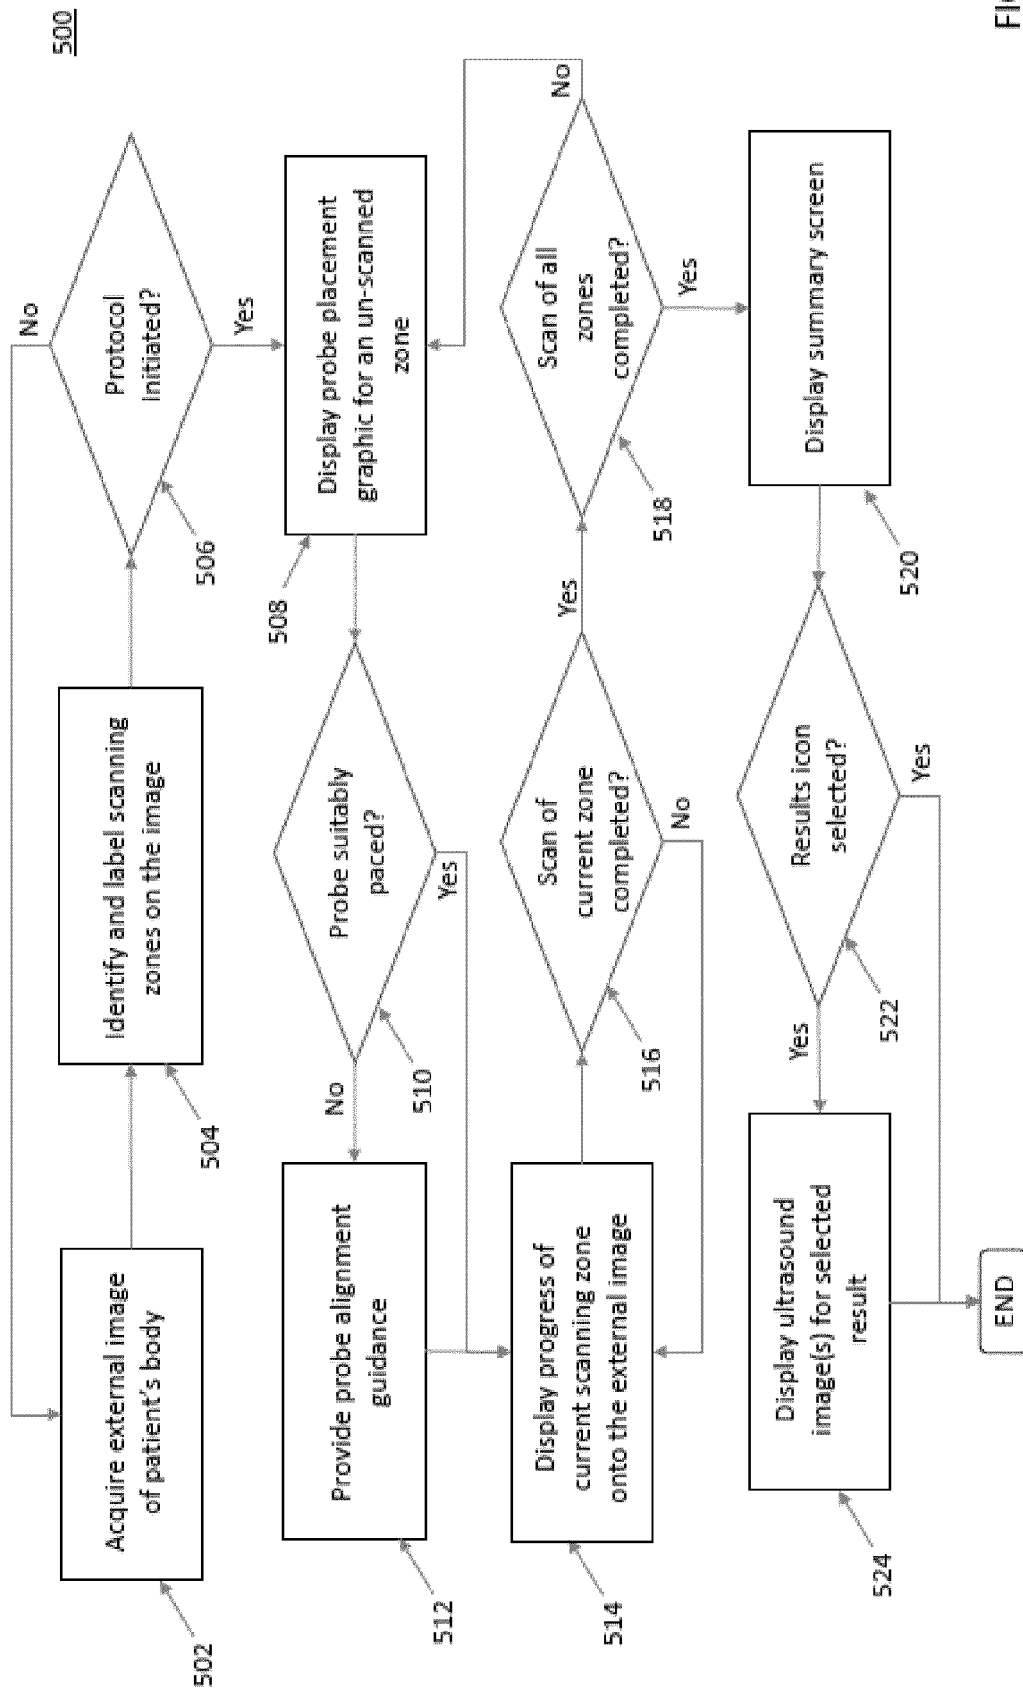 500
Acquire external image
of patient's body
502
Identify and label scanning
zones on the image
504
Protocol
initiated?
506
No
Yes
Display probe placement
graphic for an un-scanned
zone
508
Probe suitably
paced?
510
No
Yes
Provide probe alignment
guidance
512
Display progress of
current scanning zone
onto the external image
514
Scan of
current zone
completed?
516
Yes
No
Scan of all
zones
completed?
518
No
Yes
Display summary screen
520
Results icon
selected?
522
Yes
Yes
Display ultrasound
image(s) for selected
result
524
END